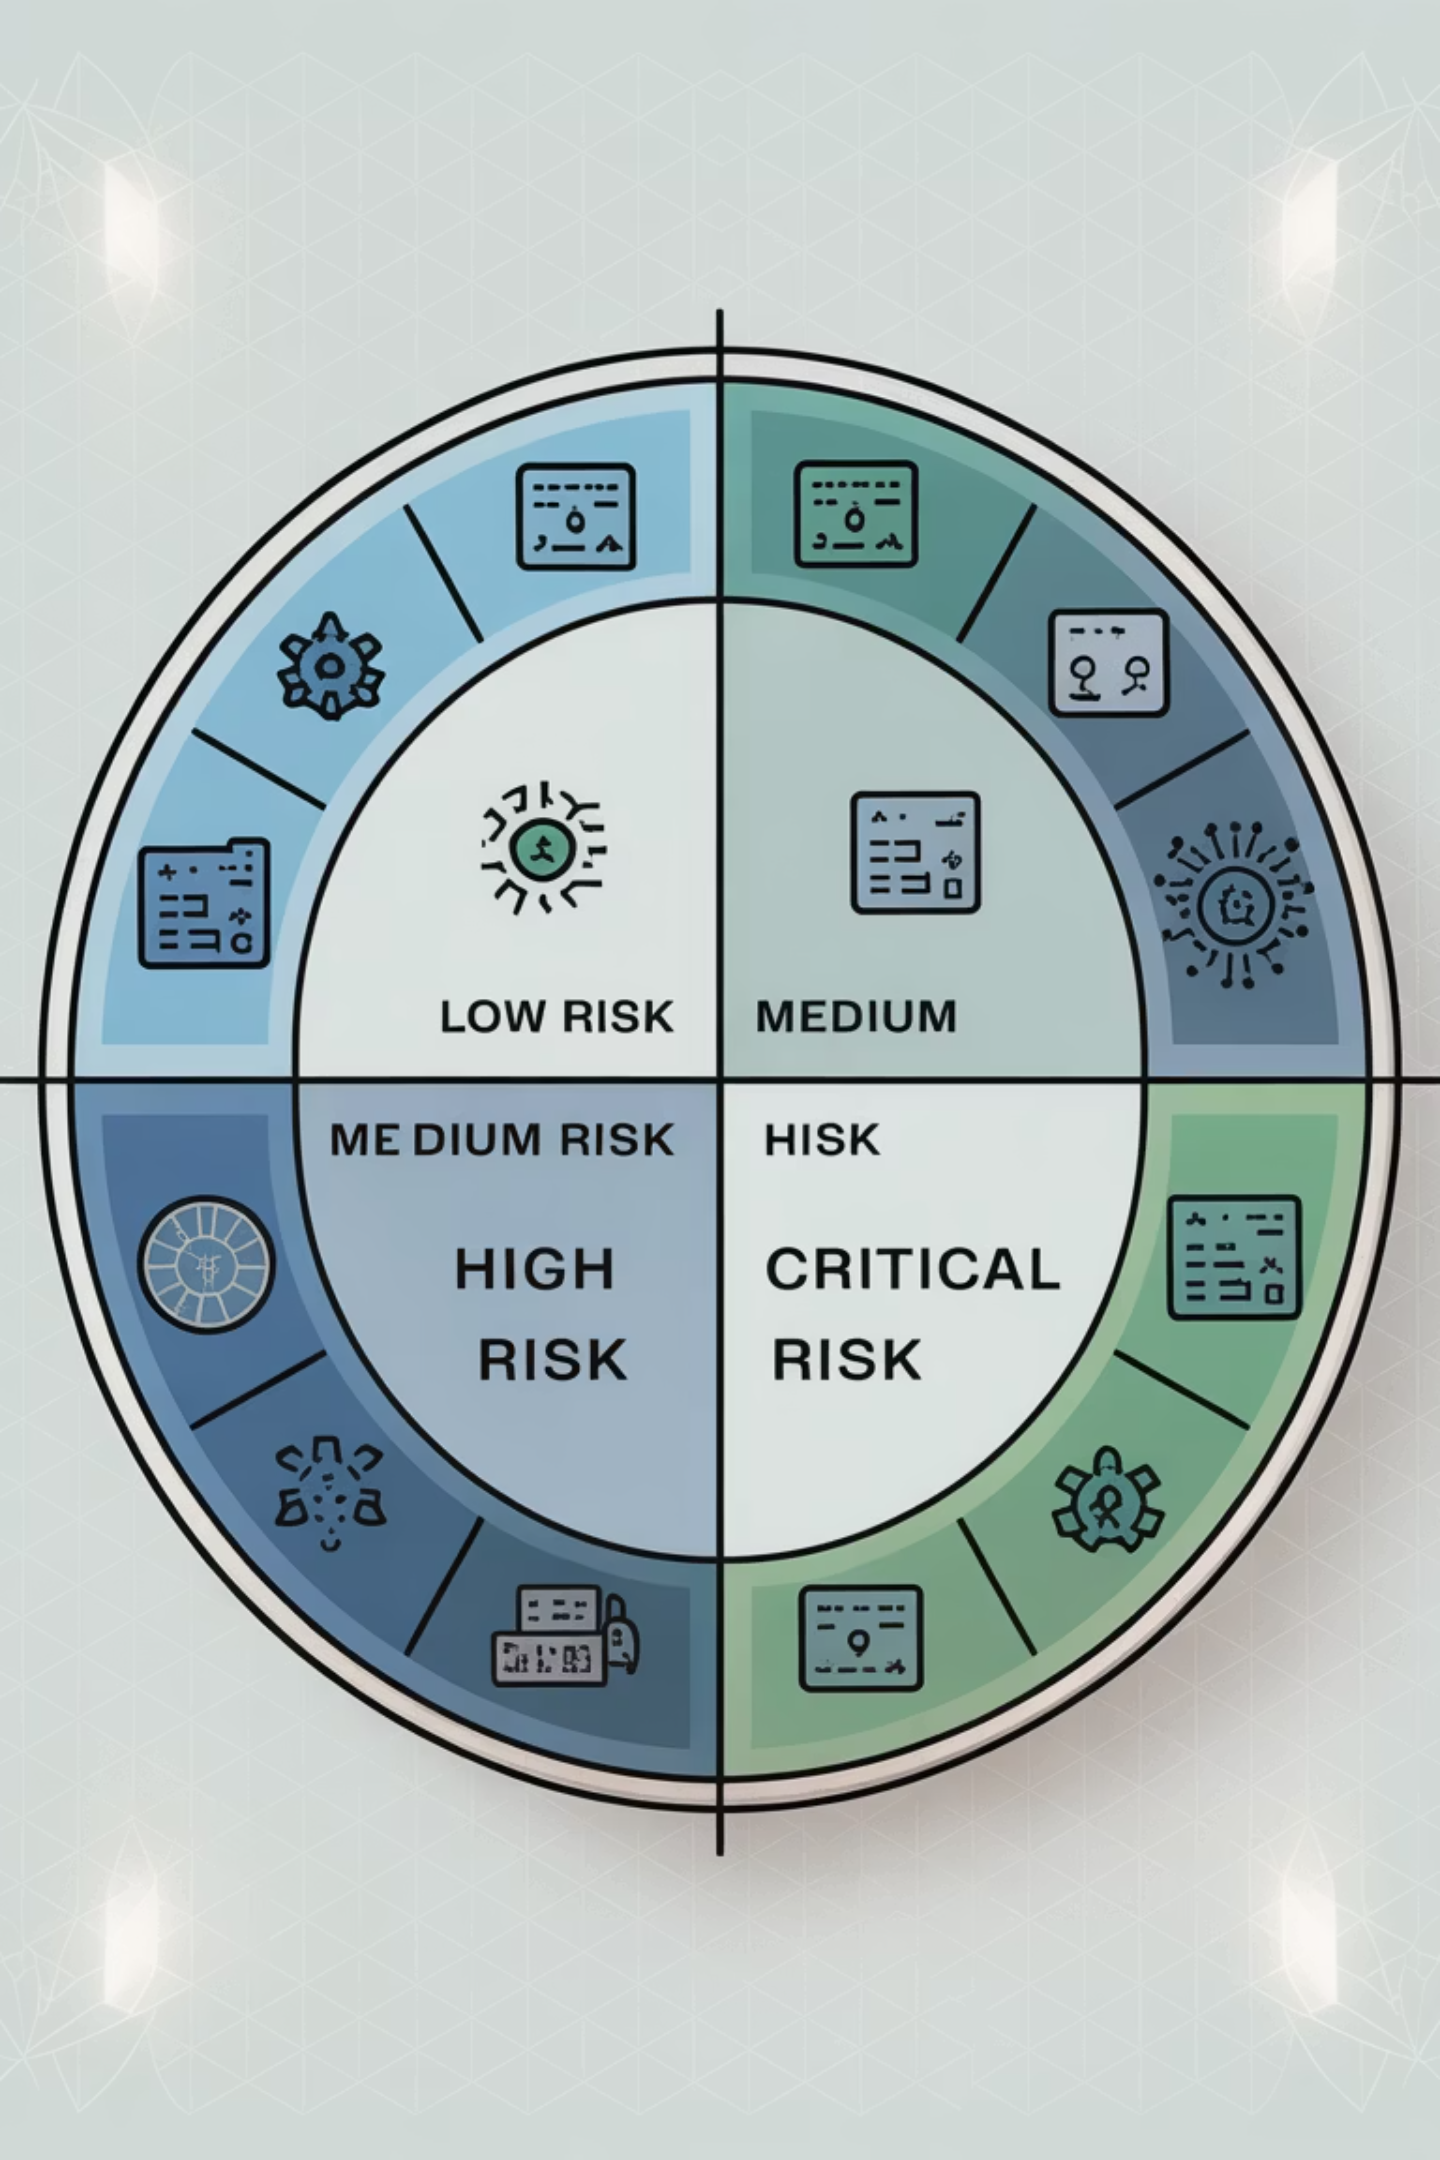 LOW RISK
MEDIUM
ME DIUM RISK
HISK
HIGH
RISK
CRITICAL
RISK